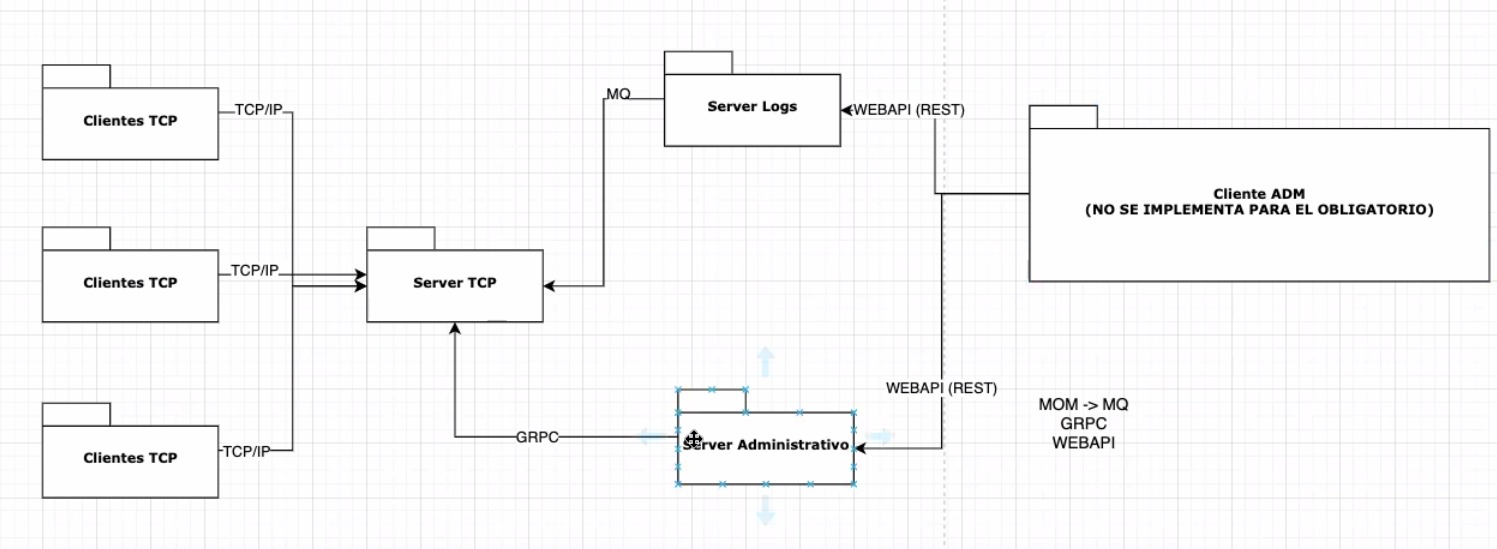 Clientes TCP
TCP/IP
MQ
Server Logs
WEBAPI (REST)
Cliente ADM
(NO SE IMPLEMENTA PARA EL OBLIGATORIO)
Clientes TCP
TCP/IP
Server TCP
WEBAPI (REST)
MOM -> MQ
GRPC
WEBAPI
Clientes TCP
TCP/IP
GRPC
Server Administrativo